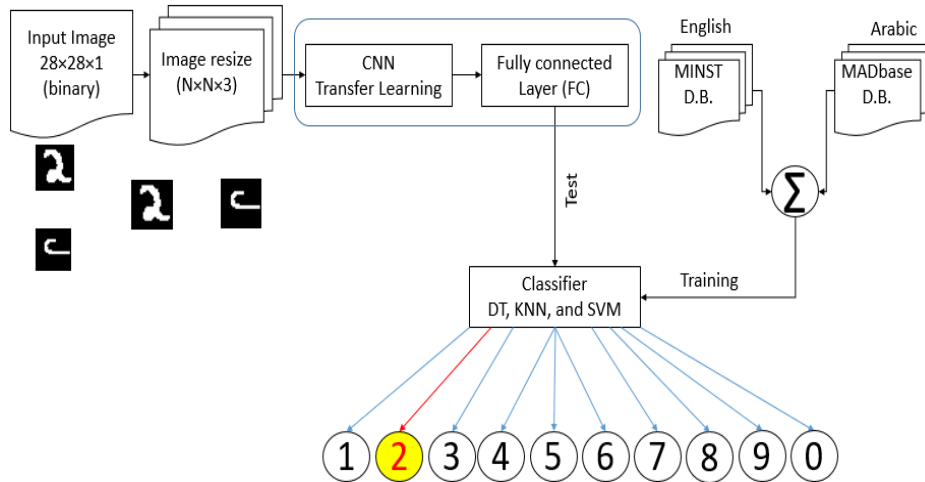 Input Image
28×28×1
(binary)
Image resize
(N×N×3)
CNN
Transfer Learning
Fully connected
Layer (FC)
English
MINST
D.B.
Arabic
MADbase
D.B.
Σ
Test
Training
Classifier
DT, KNN, and SVM
1 2 3 4 5 6 7 8 9 0